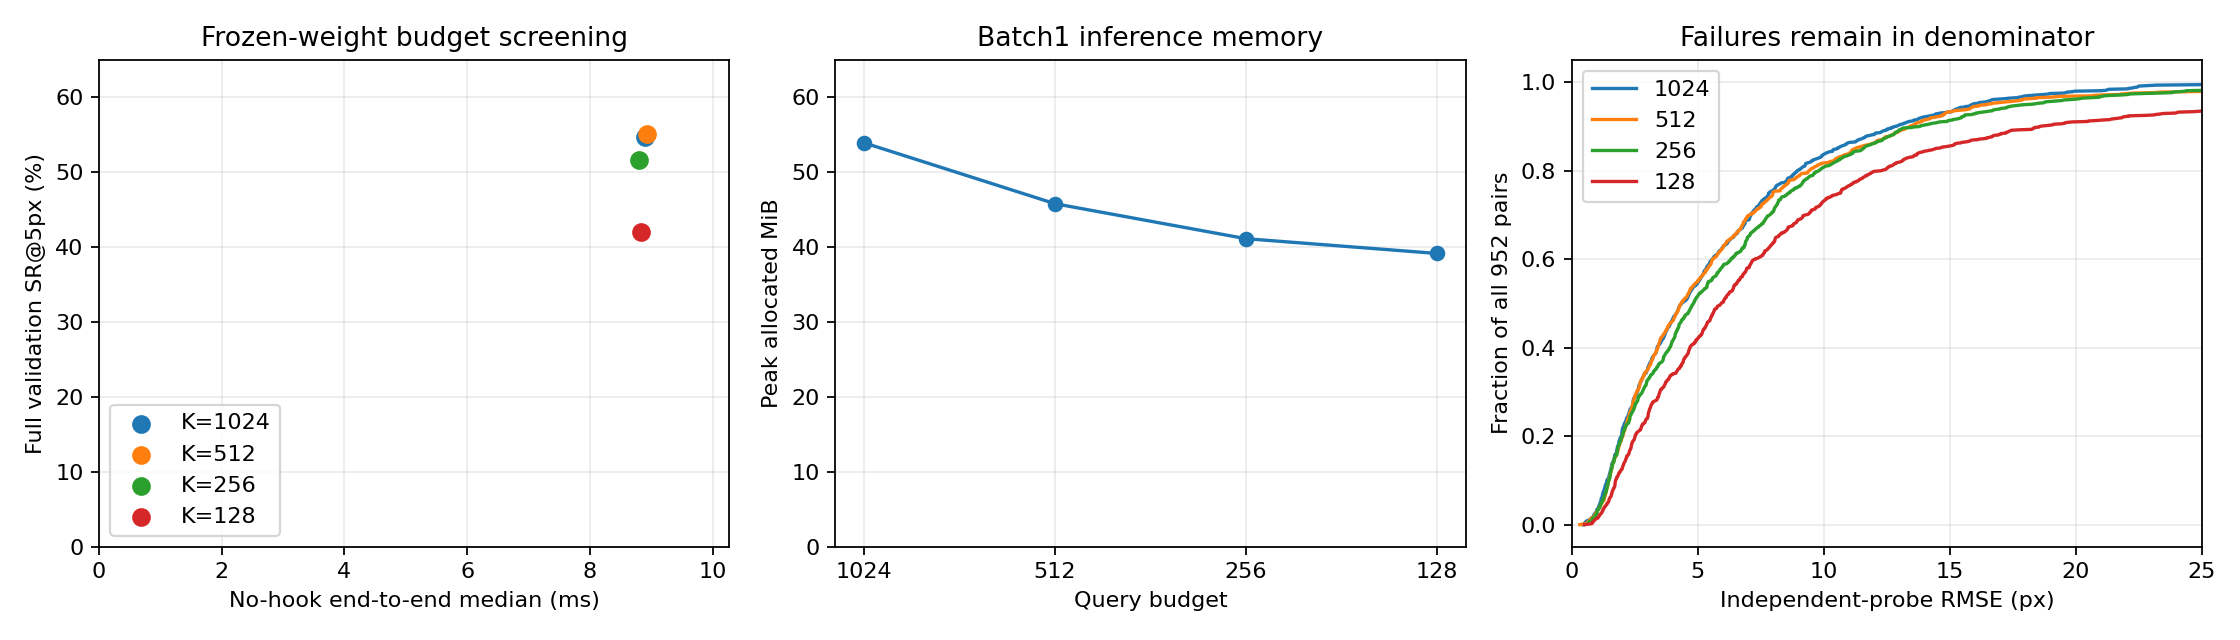 Frozen-weight budget screening
Full validation SR@5px (%)
60
50
40
30
20
10
0
K=1024
K=512
K=256
K=128
0 2 4 6 8 10
No-hook end-to-end median (ms)
Batch1 inference memory
Peak allocated MiB
60
50
40
30
20
10
0
1024 512 256 128
Query budget
Failures remain in denominator
Fraction of all 952 pairs
1.0
0.8
0.6
0.4
0.2
0.0
1024
512
256
128
0 5 10 15 20 25
Independent-probe RMSE (px)